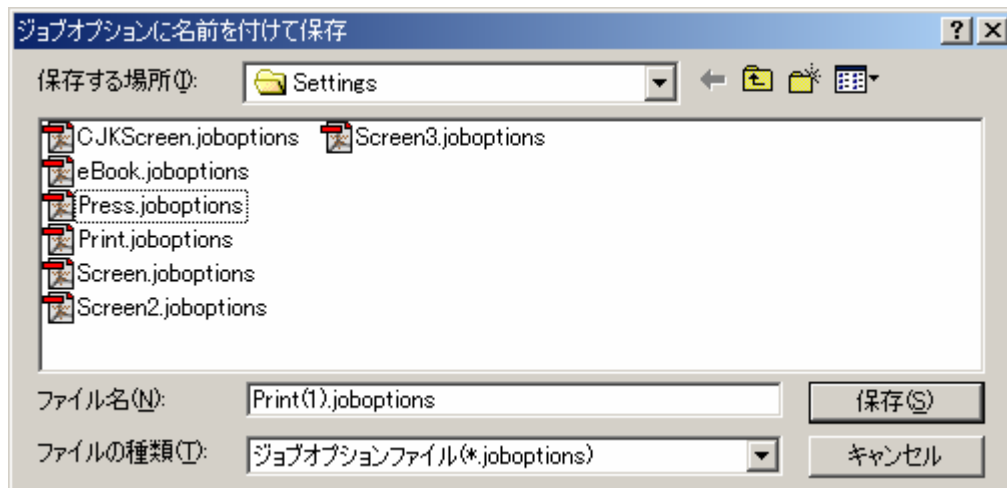 ジョブオプションに名前を付けて保存
保存する場所(I):
Settings
CJKScreen.joboptions
eBook.joboptions
Press.joboptions
Print.joboptions
Screen.joboptions
Screen2.joboptions
Screen3.joboptions
ファイル名(N):
Print(1).joboptions
保存(S)
ファイルの種類(T):
ジョブオプションファイル(*.joboptions)
キャンセル